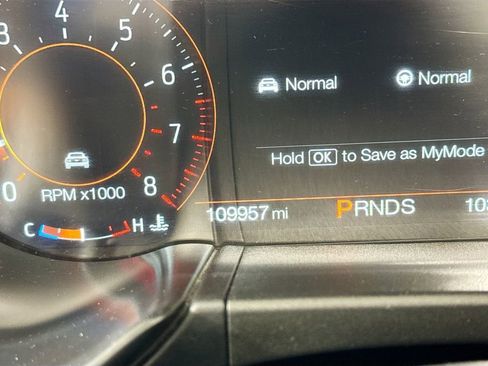 3
4
5
6
7
8
0
RPM x1000
C H
Normal
Normal
Hold OK to Save as MyMode
109957 mi
PRNDS